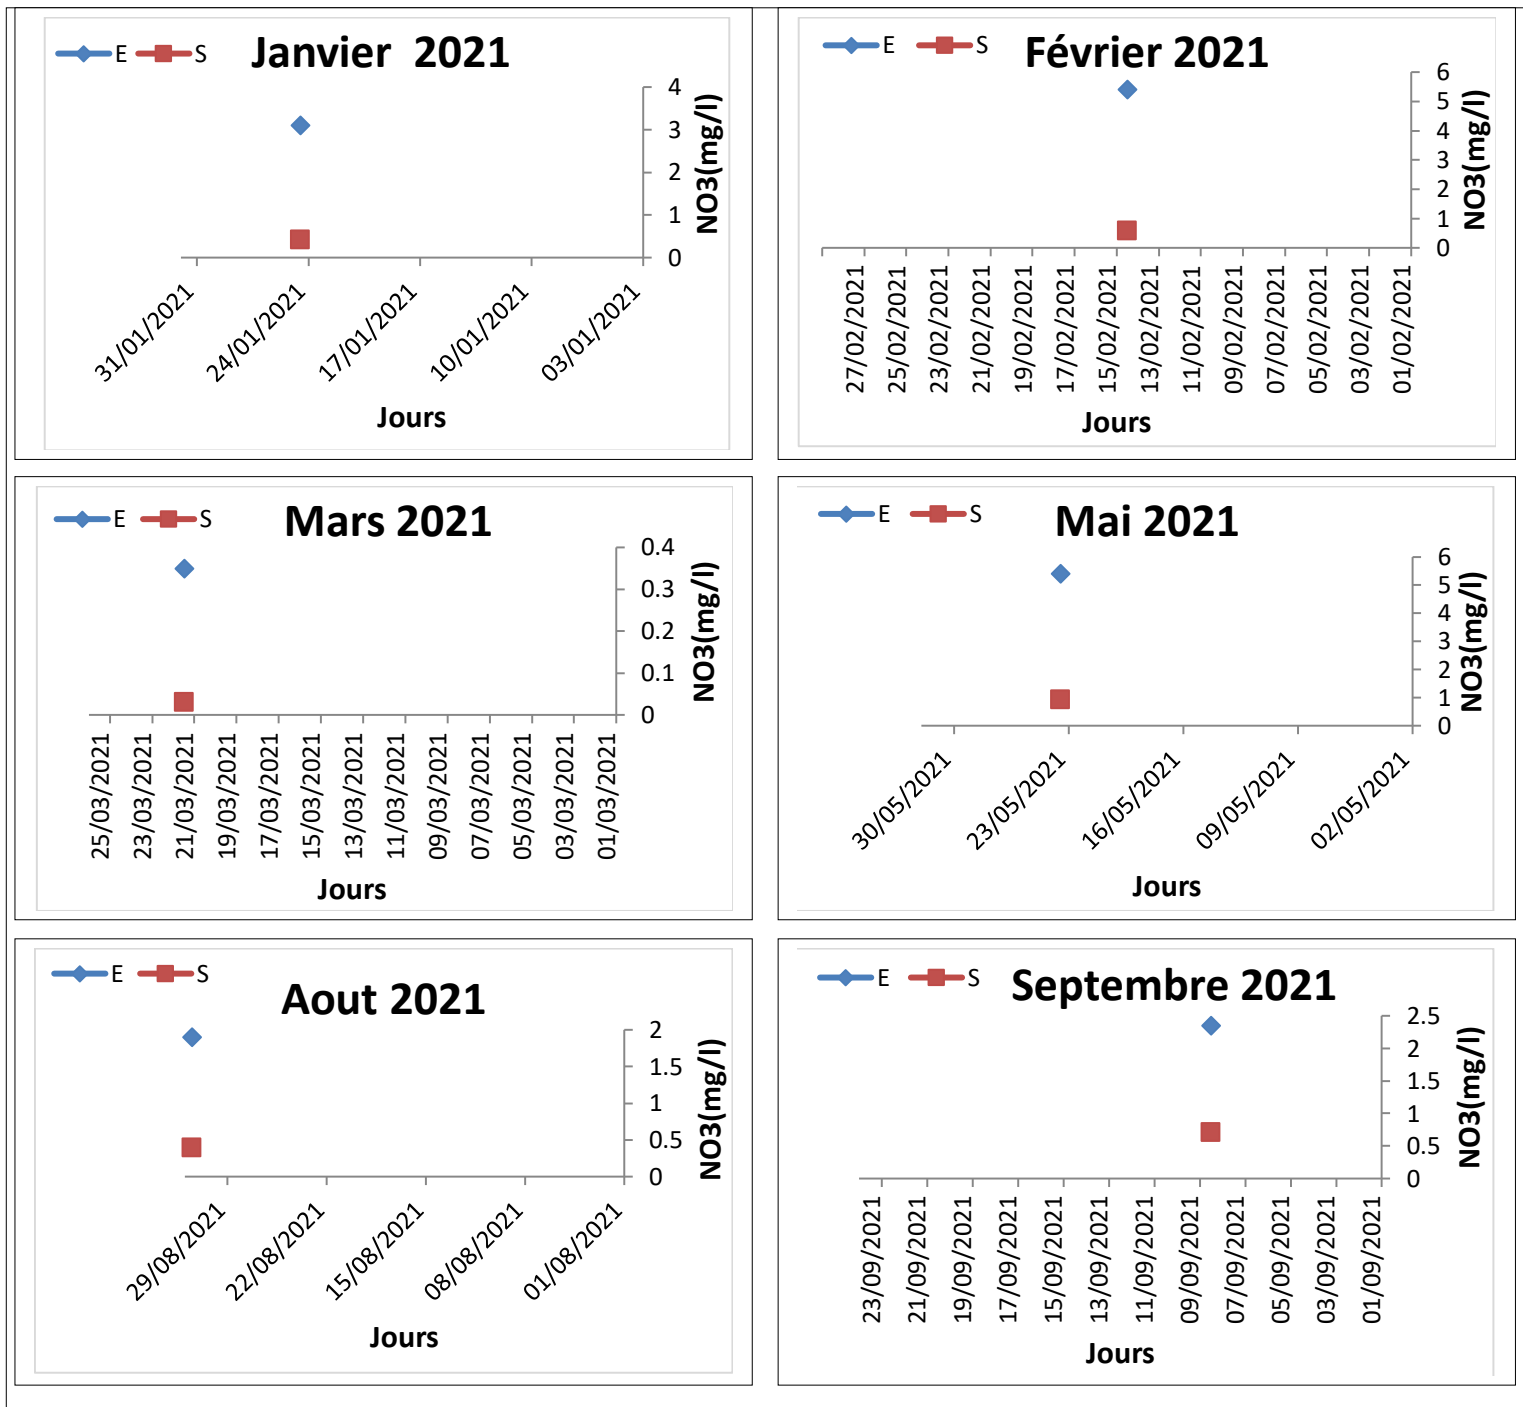 E S Janvier 2021
4
3
2
1
0
NO3(mg/l)
31/01/2021 24/01/2021 17/01/2021 10/01/2021 03/01/2021
Jours
E S Février 2021
6
5
4
3
2
1
0
NO3(mg/l)
27/02/2021 25/02/2021 23/02/2021 21/02/2021 19/02/2021 17/02/2021 15/02/2021 13/02/2021 11/02/2021 09/02/2021 07/02/2021 05/02/2021 03/02/2021 01/02/2021
Jours
E S Mars 2021
0.4
0.3
0.2
0.1
0
NO3(mg/l)
25/03/2021 23/03/2021 21/03/2021 19/03/2021 17/03/2021 15/03/2021 13/03/2021 11/03/2021 09/03/2021 07/03/2021 05/03/2021 03/03/2021 01/03/2021
Jours
E S Mai 2021
6
5
4
3
2
1
0
NO3(mg/l)
30/05/2021 23/05/2021 16/05/2021 09/05/2021 02/05/2021
Jours
E S Aout 2021
2
1.5
1
0.5
0
NO3(mg/l)
29/08/2021 22/08/2021 15/08/2021 08/08/2021 01/08/2021
Jours
E S Septembre 2021
2.5
2
1.5
1
0.5
0
NO3(mg/l)
23/09/2021 21/09/2021 19/09/2021 17/09/2021 15/09/2021 13/09/2021 11/09/2021 09/09/2021 07/09/2021 05/09/2021 03/09/2021 01/09/2021
Jours